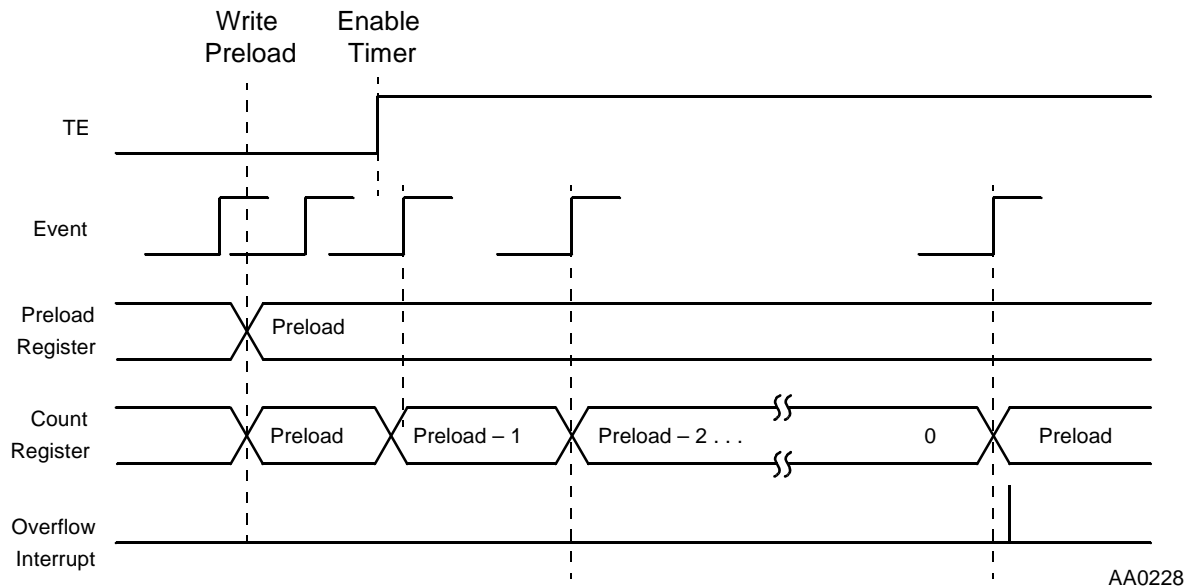 Write
Preload
Enable
Timer
TE
Event
Preload
Register
Preload
Count
Register
Preload
Preload – 1
Preload – 2 . . .
0
Preload
Overflow
Interrupt
AA0228